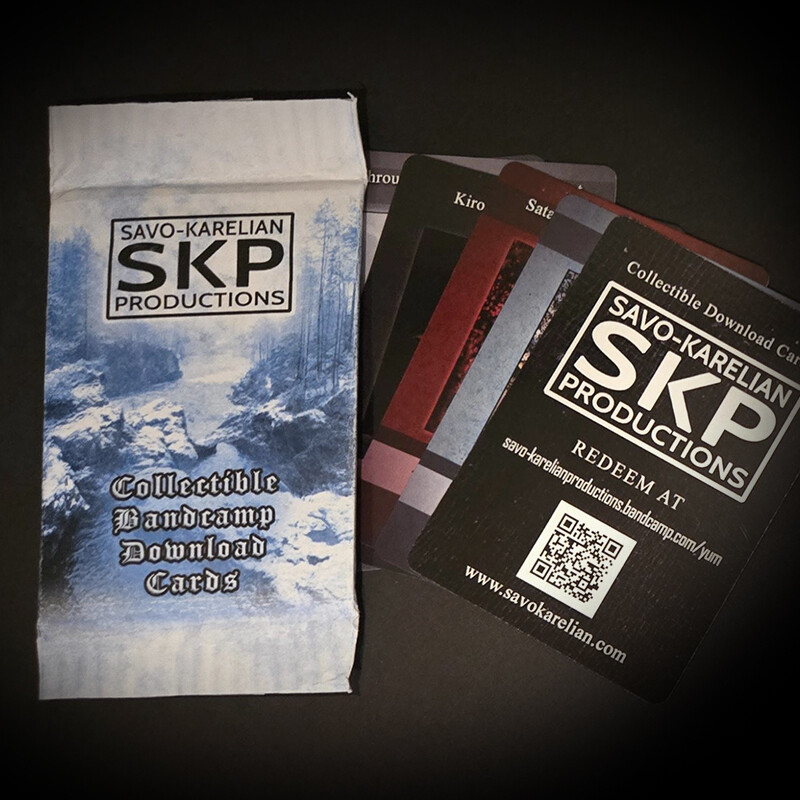 SAVO-KARELIAN
SKP
PRODUCTIONS
Collectible
Bandcamp
Download
Cards
Kiro
Collectible Download
SAVO-KARELIAN
SKP
PRODUCTIONS
REDEEM AT
savo-karelianproductions.bandcamp.com/yum
www.savokarelian.com